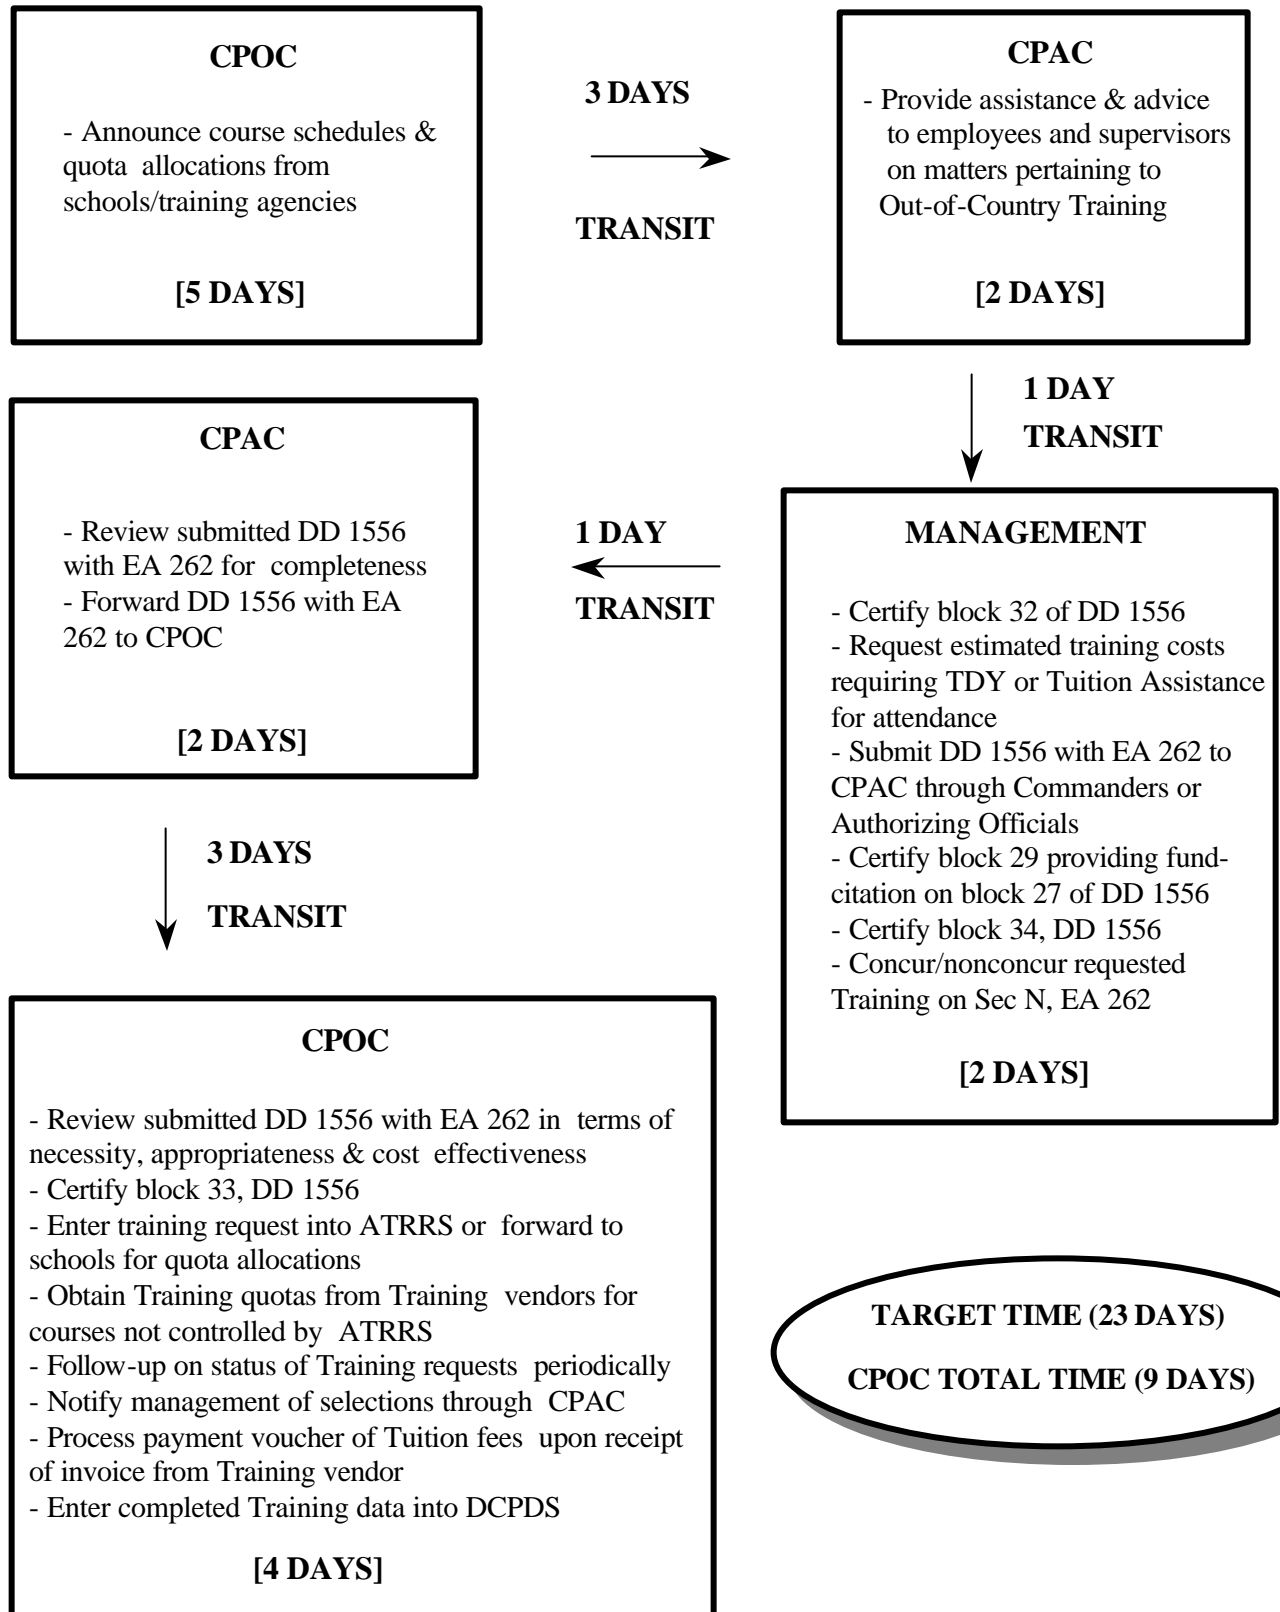 CPOC
- Announce course schedules &
quota allocations from
schools/training agencies
[5 DAYS]
3 DAYS
TRANSIT
CPAC
- Provide assistance & advice
to employees and supervisors
on matters pertaining to
Out-of-Country Training
[2 DAYS]
1 DAY
TRANSIT
MANAGEMENT
- Certify block 32 of DD 1556
- Request estimated training costs
requiring TDY or Tuition Assistance
for attendance
- Submit DD 1556 with EA 262 to
CPAC through Commanders or
Authorizing Officials
- Certify block 29 providing fund-
citation on block 27 of DD 1556
- Certify block 34, DD 1556
- Concur/nonconcur requested
Training on Sec N, EA 262
[2 DAYS]
1 DAY
TRANSIT
CPAC
- Review submitted DD 1556
with EA 262 for completeness
- Forward DD 1556 with EA
262 to CPOC
[2 DAYS]
3 DAYS
TRANSIT
CPOC
- Review submitted DD 1556 with EA 262 in terms of
necessity, appropriateness & cost effectiveness
- Certify block 33, DD 1556
- Enter training request into ATRRS or forward to
schools for quota allocations
- Obtain Training quotas from Training vendors for
courses not controlled by ATRRS
- Follow-up on status of Training requests periodically
- Notify management of selections through CPAC
- Process payment voucher of Tuition fees upon receipt
of invoice from Training vendor
- Enter completed Training data into DCPDS
[4 DAYS]
TARGET TIME (23 DAYS)
CPOC TOTAL TIME (9 DAYS)